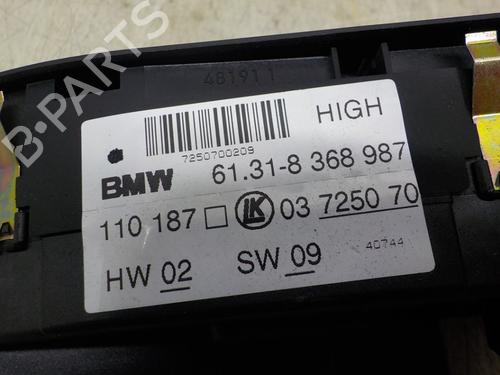 481911
HIGH
7250700209
BMW 61.31-8 368 987
110 187 LK 03 7250 70
40744
HW 02 SW 09
B-PARTS